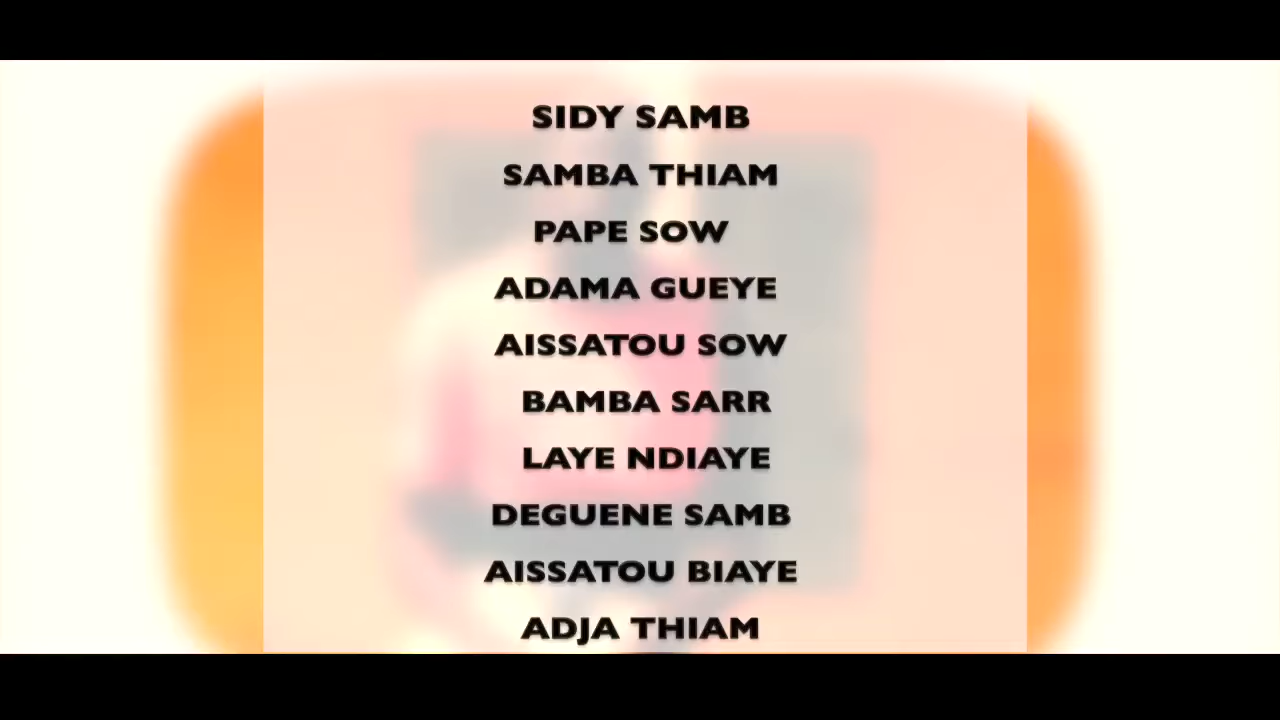 SIDY SAMB
SAMBA THIAM
PAPE SOW
ADAMA GUEYE
AISSATOU SOW
BAMBA SARR
LAYE NDIAYE
DEGUENE SAMB
AISSATOU BIAYE
ADJA THIAM